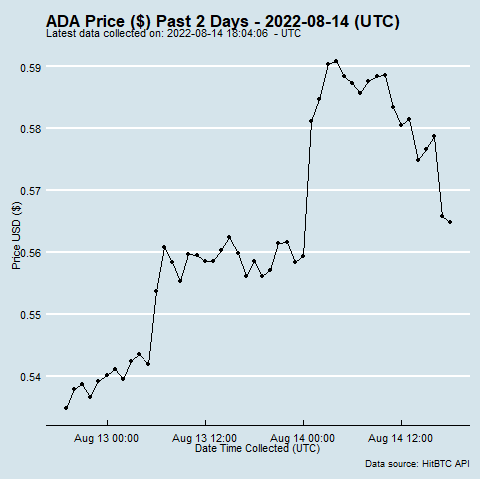 ADA Price ($) Past 2 Days - 2022-08-14 (UTC)
Latest data collected on: 2022-08-14 18:04:06 - UTC
Price USD ($)
0.59
0.58
0.57
0.56
0.55
0.54
Aug 13 00:00 Aug 13 12:00 Aug 14 00:00 Aug 14 12:00
Date Time Collected (UTC)
Data source: HitBTC API